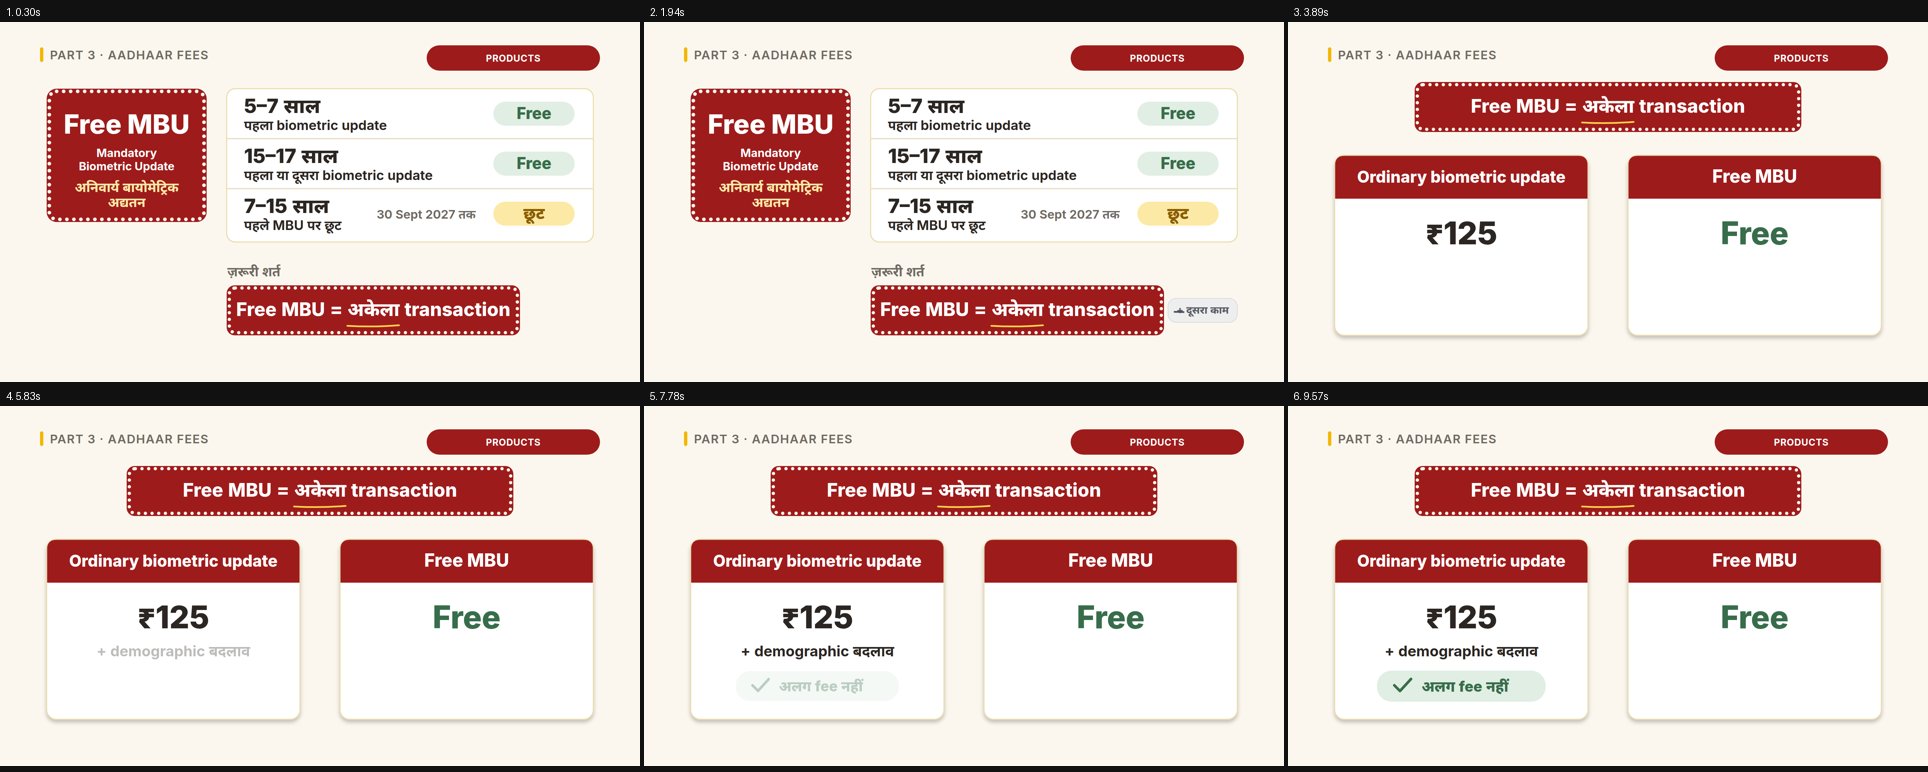 1. 0.30s
PART 3 · AADHAAR FEES
PRODUCTS
Free MBU
Mandatory
Biometric Update
अनिवार्य बायोमेट्रिक
अद्यतन
5–7 साल
पहला biometric update
Free
15–17 साल
पहला या दूसरा biometric update
Free
7–15 साल
पहले MBU पर छूट
30 Sept 2027 तक
छूट
ज़रूरी शर्त
Free MBU = अकेला transaction
2. 1.94s
PART 3 · AADHAAR FEES
PRODUCTS
Free MBU
Mandatory
Biometric Update
अनिवार्य बायोमेट्रिक
अद्यतन
5–7 साल
पहला biometric update
Free
15–17 साल
पहला या दूसरा biometric update
Free
7–15 साल
पहले MBU पर छूट
30 Sept 2027 तक
छूट
ज़रूरी शर्त
Free MBU = अकेला transaction
दूसरा काम
3. 3.89s
PART 3 · AADHAAR FEES
PRODUCTS
Free MBU = अकेला transaction
Ordinary biometric update
₹125
Free MBU
Free
4. 5.83s
PART 3 · AADHAAR FEES
PRODUCTS
Free MBU = अकेला transaction
Ordinary biometric update
₹125
+ demographic बदलाव
Free MBU
Free
5. 7.78s
PART 3 · AADHAAR FEES
PRODUCTS
Free MBU = अकेला transaction
Ordinary biometric update
₹125
+ demographic बदलाव
अलग fee नहीं
Free MBU
Free
6. 9.57s
PART 3 · AADHAAR FEES
PRODUCTS
Free MBU = अकेला transaction
Ordinary biometric update
₹125
+ demographic बदलाव
अलग fee नहीं
Free MBU
Free